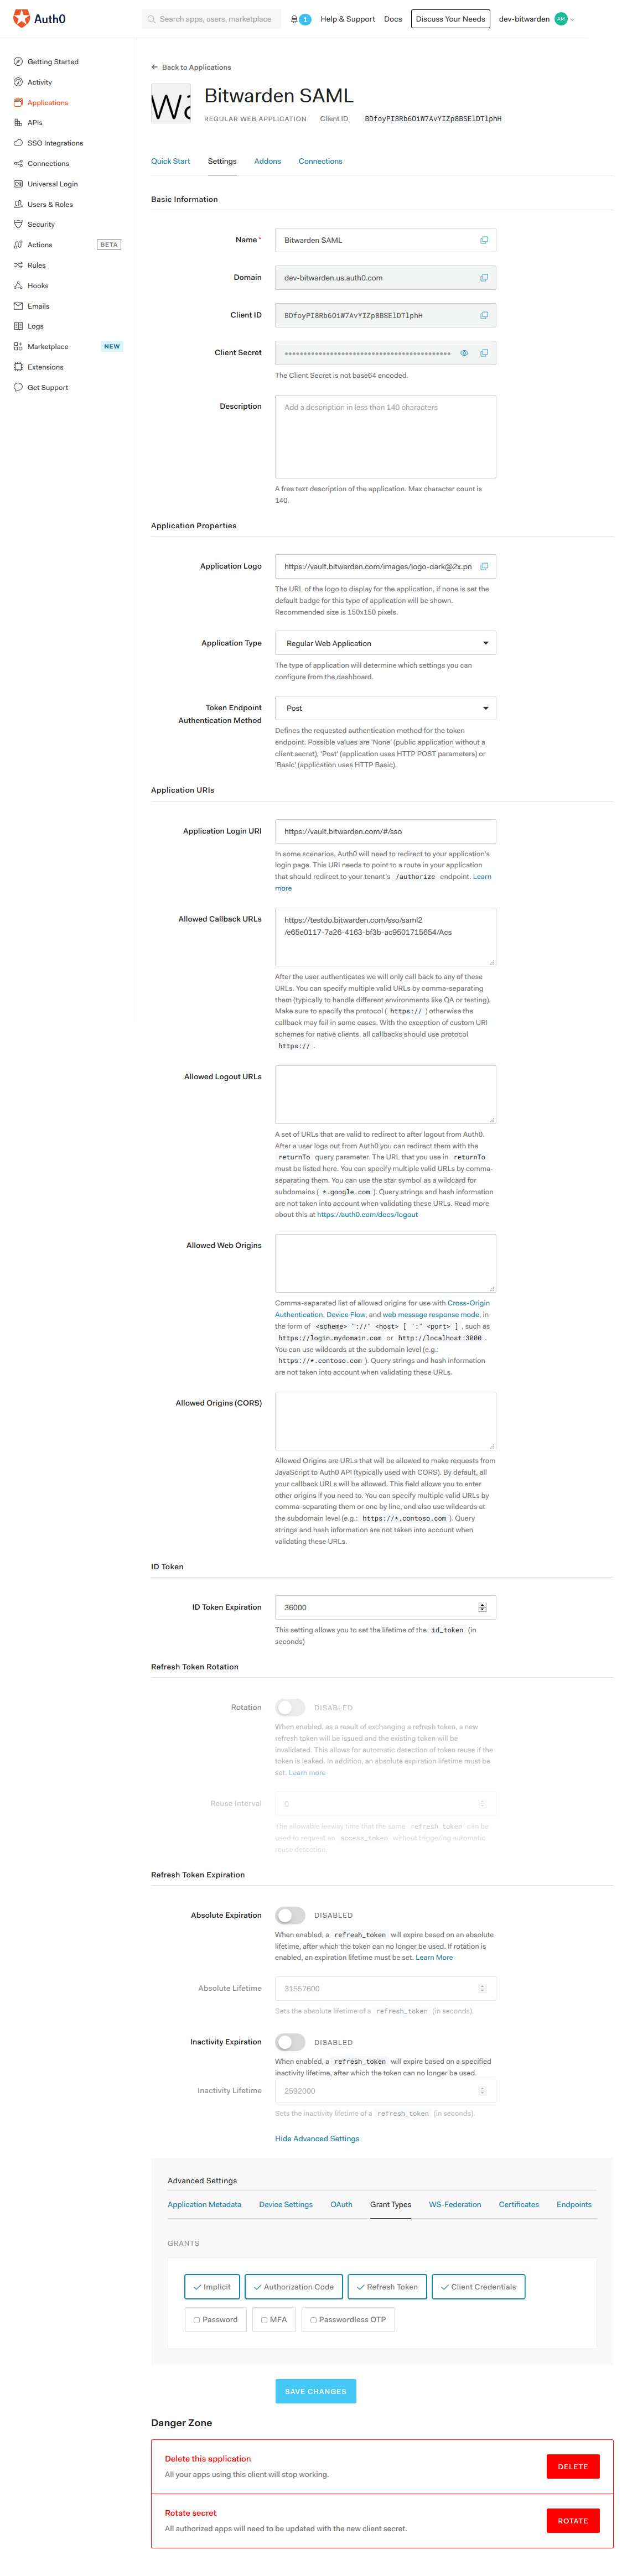 Auth0
Search apps, users, marketplace
1
Help & Support
Docs
Discuss Your Needs
dev-bitwarden
Getting Started
Activity
Applications
APIs
SSO Integrations
Connections
Universal Login
Users & Roles
Security
Actions
BETA
Rules
Hooks
Emails
Logs
Marketplace
NEW
Extensions
Get Support
Back to Applications
Bitwarden SAML
REGULAR WEB APPLICATION
Client ID
BDfoyPI8Rb6OiW7AvYIZp8BSElDTlphH
Quick Start
Settings
Addons
Connections
Basic Information
Name*
Bitwarden SAML
Domain
dev-bitwarden.us.auth0.com
Client ID
BDfoyPI8Rb6OiW7AvYIZp8BSElDTlphH
Client Secret
The Client Secret is not base64 encoded.
Description
Add a description in less than 140 characters
A free text description of the application. Max character count is
140.
Application Properties
Application Logo
https://vault.bitwarden.com/images/logo-dark@2x.pn
The URL of the logo to display for the application, if none is set the
default badge for this type of application will be shown.
Recommended size is 150x150 pixels.
Application Type
Regular Web Application
The type of application will determine which settings you can
configure from the dashboard.
Token Endpoint
Authentication Method
Post
Defines the requested authentication method for the token
endpoint. Possible values are 'None' (public application without a
client secret), 'Post' (application uses HTTP POST parameters) or
'Basic' (application uses HTTP Basic).
Application URIs
Application Login URI
https://vault.bitwarden.com/#/sso
In some scenarios, Auth0 will need to redirect to your application's
login page. This URI needs to point to a route in your application
that should redirect to your tenant's /authorize endpoint. Learn
more
Allowed Callback URLs
https://testdo.bitwarden.com/sso/saml2
/e65e0117-7a26-4163-bf3b-ac9501715654/Acs
After the user authenticates we will only call back to any of these
URLs. You can specify multiple valid URLs by comma-separating
them (typically to handle different environments like QA or testing).
Make sure to specify the protocol ( https:// ) otherwise the
callback may fail in some cases. With the exception of custom URI
schemes for native clients, all callbacks should use protocol
https:// .
Allowed Logout URLs
A set of URLs that are valid to redirect to after logout from Auth0.
After a user logs out from Auth0 you can redirect them with the
returnTo query parameter. The URL that you use in returnTo
must be listed here. You can specify multiple valid URLs by comma-
separating them. You can use the star symbol as a wildcard for
subdomains ( *.google.com ). Query strings and hash information
are not taken into account when validating these URLs. Read more
about this at https://auth0.com/docs/logout
Allowed Web Origins
Comma-separated list of allowed origins for use with Cross-Origin
Authentication, Device Flow, and web message response mode, in
the form of <scheme> "://" <host> [ ":" <port> ] , such as
https://login.mydomain.com or http://localhost:3000 .
You can use wildcards at the subdomain level (e.g.:
https://*.contoso.com ). Query strings and hash information
are not taken into account when validating these URLs.
Allowed Origins (CORS)
Allowed Origins are URLs that will be allowed to make requests from
JavaScript to Auth0 API (typically used with CORS). By default, all
your callback URLs will be allowed. This field allows you to enter
other origins if you need to. You can specify multiple valid URLs by
comma-separating them or one by line, and also use wildcards at
the subdomain level (e.g.: https://*.contoso.com ). Query
strings and hash information are not taken into account when
validating these URLs.
ID Token
ID Token Expiration
36000
This setting allows you to set the lifetime of the id_token (in
seconds)
Refresh Token Rotation
Rotation
DISABLED
When enabled, as a result of exchanging a refresh token, a new
refresh token will be issued and the existing token will be
invalidated. This allows for automatic detection of token reuse if the
token is leaked. In addition, an absolute expiration lifetime must be
set. Learn more
Reuse Interval
0
The allowable leeway time that the same refresh_token can be
used to request an access_token without triggering automatic
reuse detection.
Refresh Token Expiration
Absolute Expiration
DISABLED
When enabled, a refresh_token will expire based on an absolute
lifetime, after which the token can no longer be used. If rotation is
enabled, an expiration lifetime must be set. Learn More
Absolute Lifetime
31557600
Sets the absolute lifetime of a refresh_token (in seconds).
Inactivity Expiration
DISABLED
When enabled, a refresh_token will expire based on a specified
inactivity lifetime, after which the token can no longer be used.
Inactivity Lifetime
2592000
Sets the inactivity lifetime of a refresh_token (in seconds).
Hide Advanced Settings
Advanced Settings
Application Metadata
Device Settings
OAuth
Grant Types
WS-Federation
Certificates
Endpoints
GRANTS
Implicit
Authorization Code
Refresh Token
Client Credentials
Password
MFA
Passwordless OTP
SAVE CHANGES
Danger Zone
Delete this application
All your apps using this client will stop working.
DELETE
Rotate secret
All authorized apps will need to be updated with the new client secret.
ROTATE